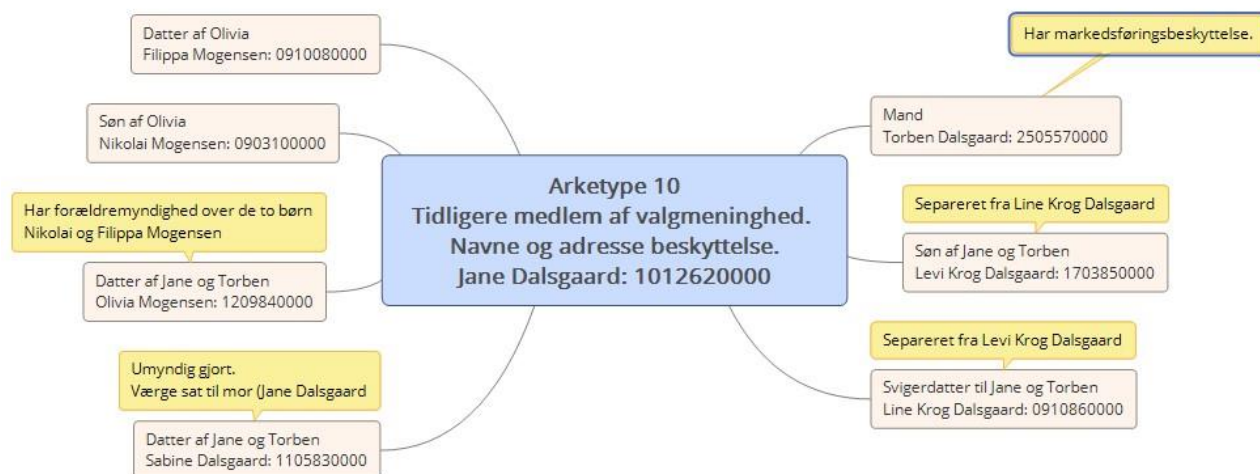 Datter af Olivia
Filippa Mogensen: 0910080000
Søn af Olivia
Nikolai Mogensen: 0903100000
Har forældremyndighed over de to børn
Nikolai og Filippa Mogensen
Datter af Jane og Torben
Olivia Mogensen: 1209840000
Umyndig gjort.
Værge sat til mor (Jane Dalsgaard
Datter af Jane og Torben
Sabine Dalsgaard: 1105830000
Arketype 10
Tidligere medlem af valgmeninghed.
Navne og adresse beskyttelse.
Jane Dalsgaard: 1012620000
Har markedsføringsbeskyttelse.
Mand
Torben Dalsgaard: 2505570000
Separeret fra Line Krog Dalsgaard
Søn af Jane og Torben
Levi Krog Dalsgaard: 1703850000
Separeret fra Levi Krog Dalsgaard
Svigerdatter til Jane og Torben
Line Krog Dalsgaard: 0910860000